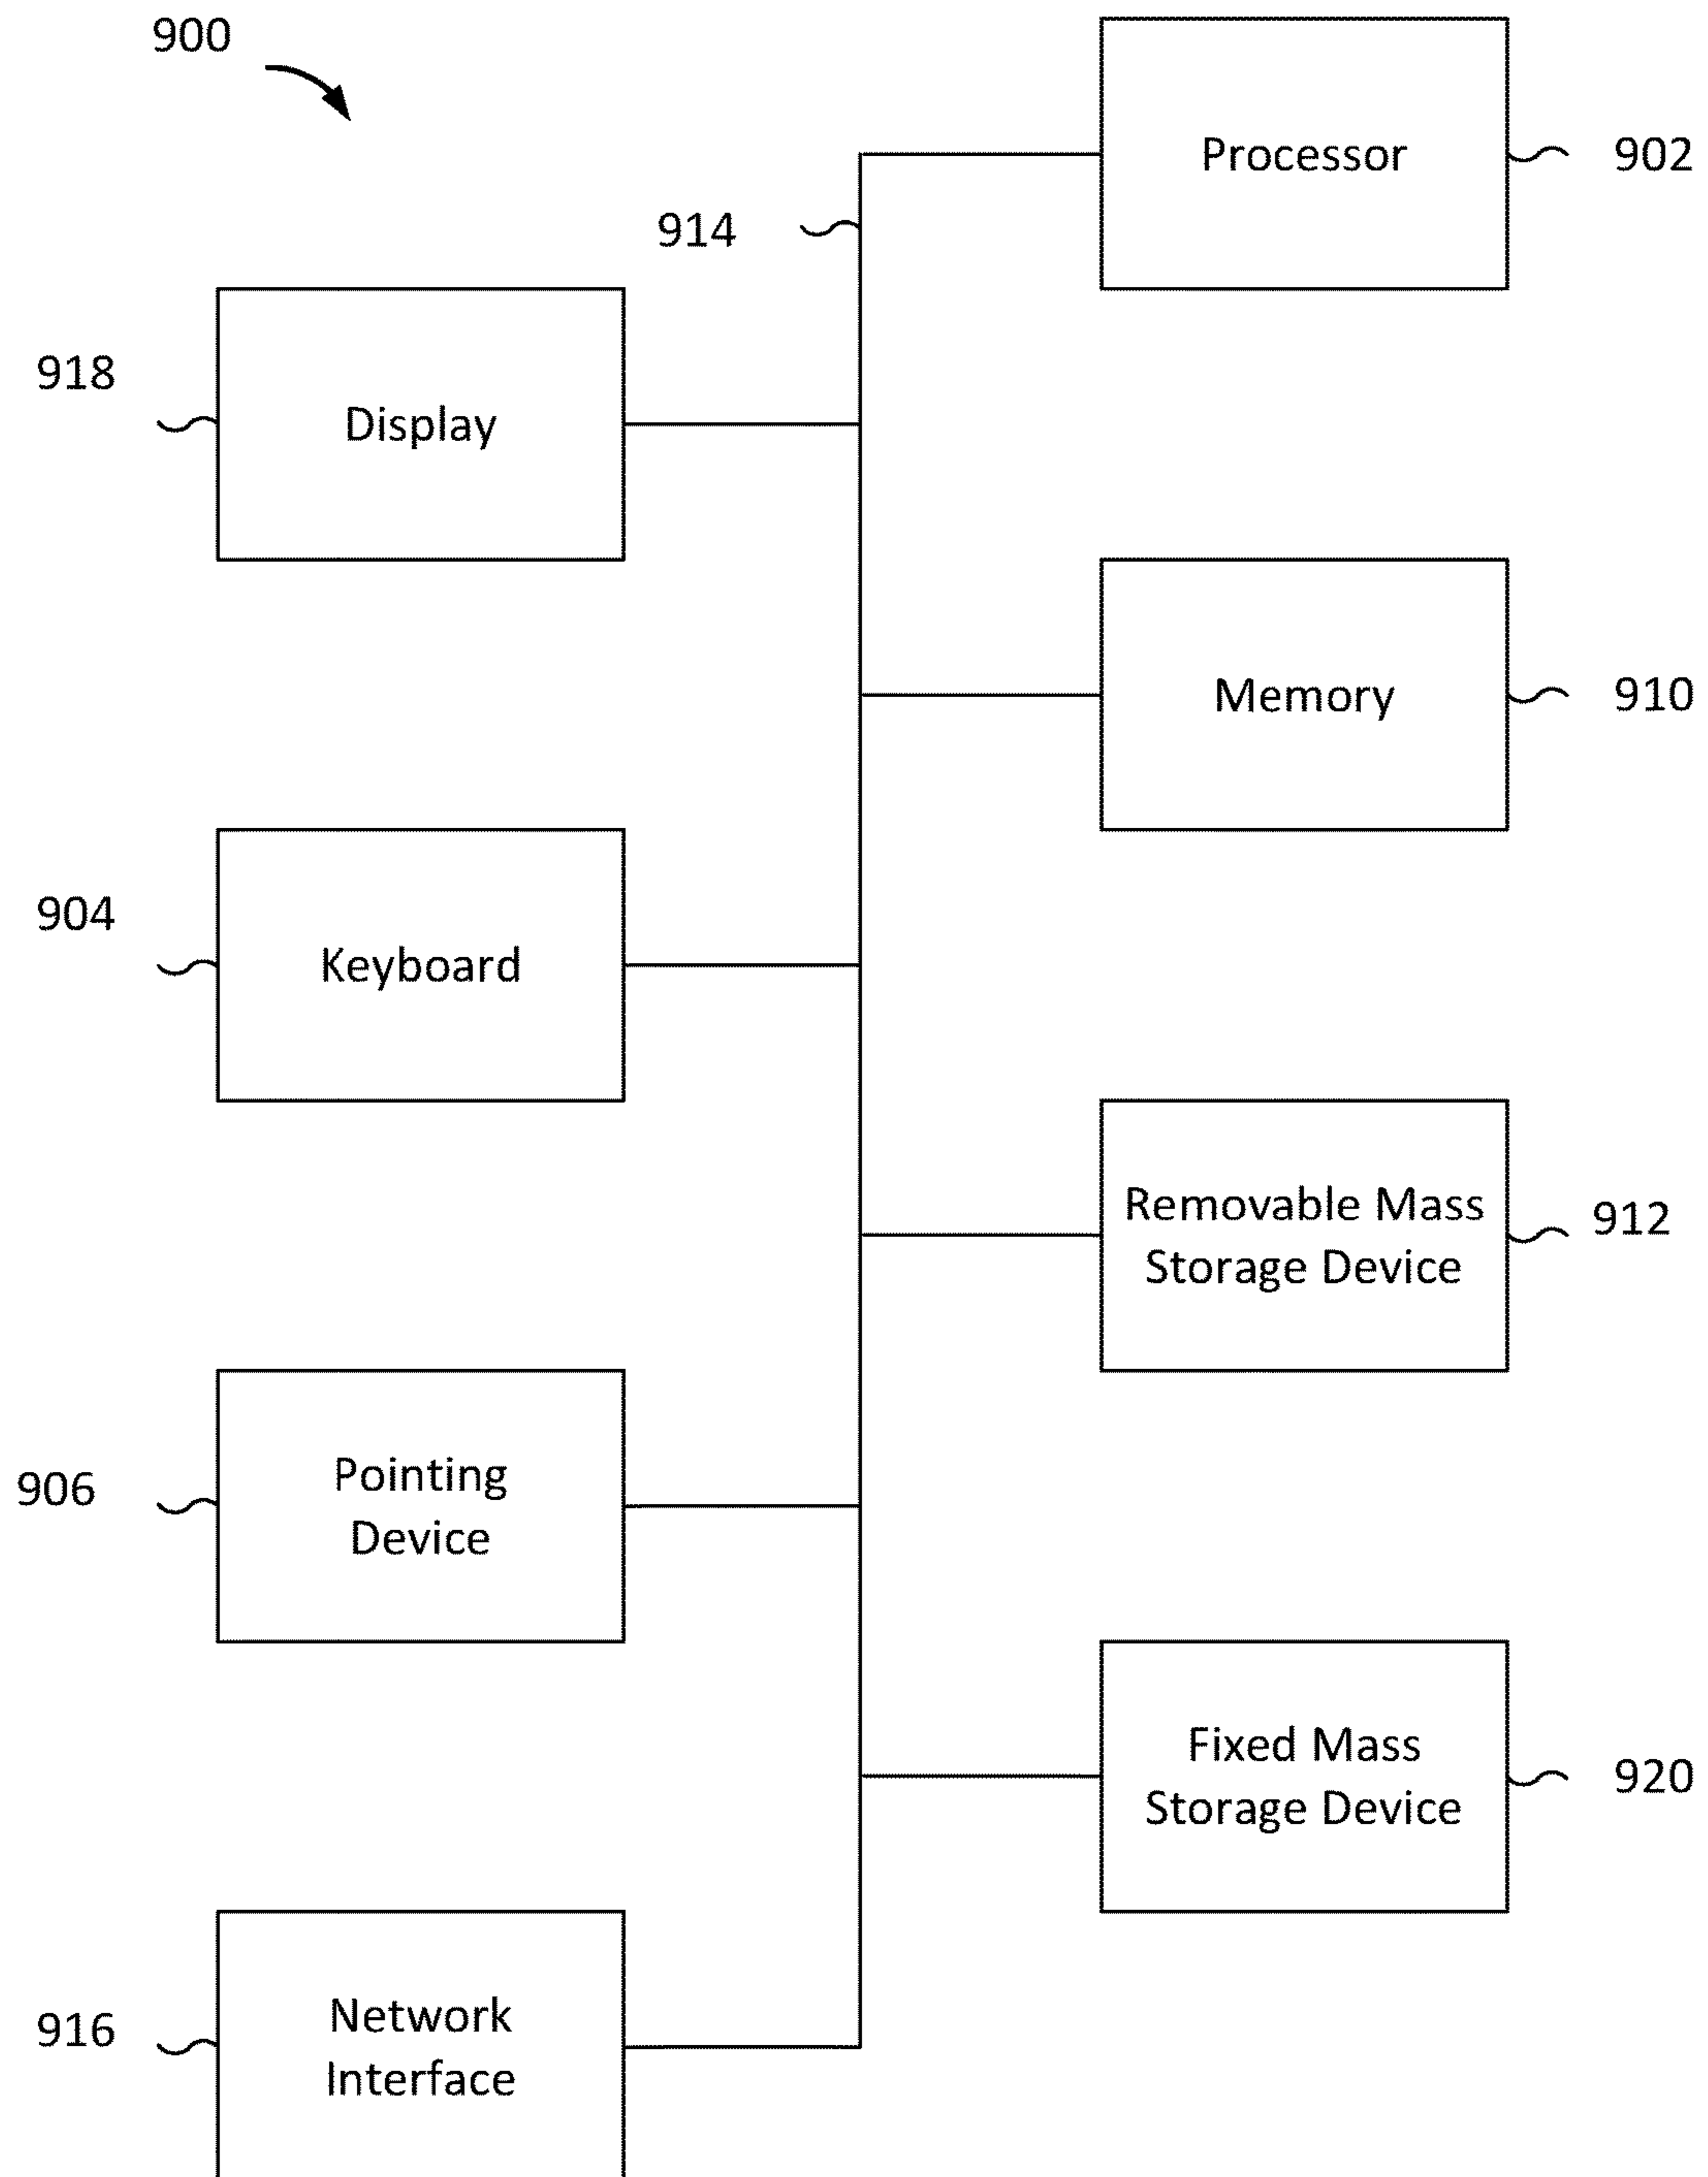 900
Processor
902
914
918
Display
Memory
910
904
Keyboard
Removable Mass
Storage Device
912
906
Pointing
Device
Fixed Mass
Storage Device
920
916
Network
Interface